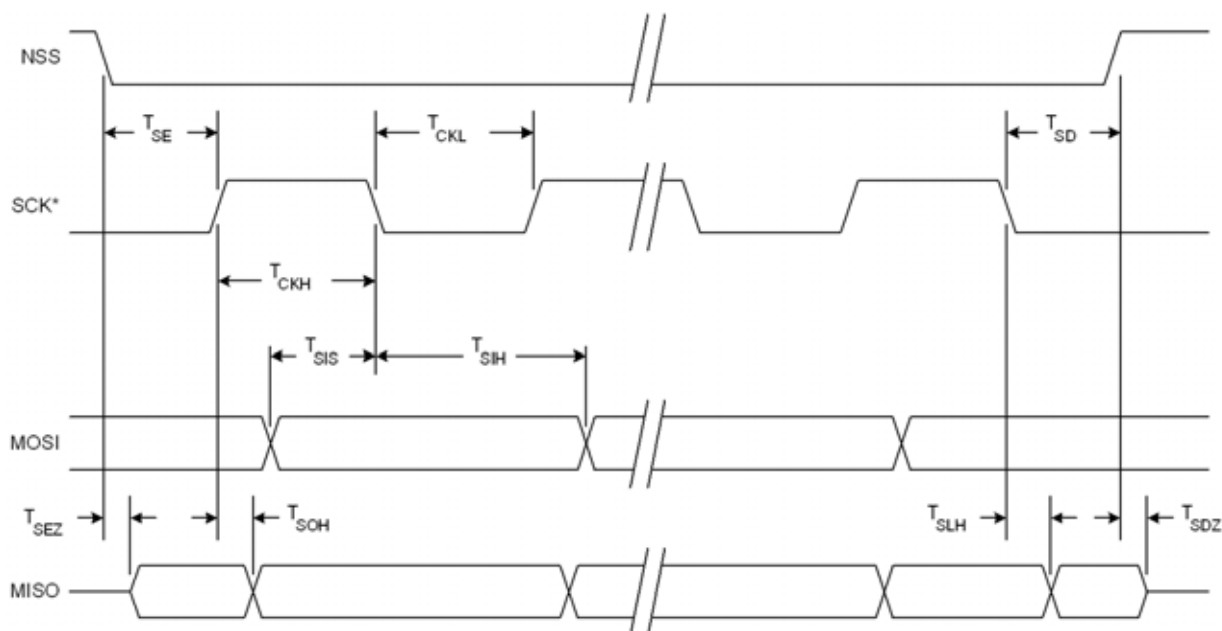 NSS
T_SE
T_CKL
T_SD
SCK*
T_CKH
T_SIS
T_SIH
MOSI
T_SEZ
T_SOH
T_SLH
T_SDZ
MISO